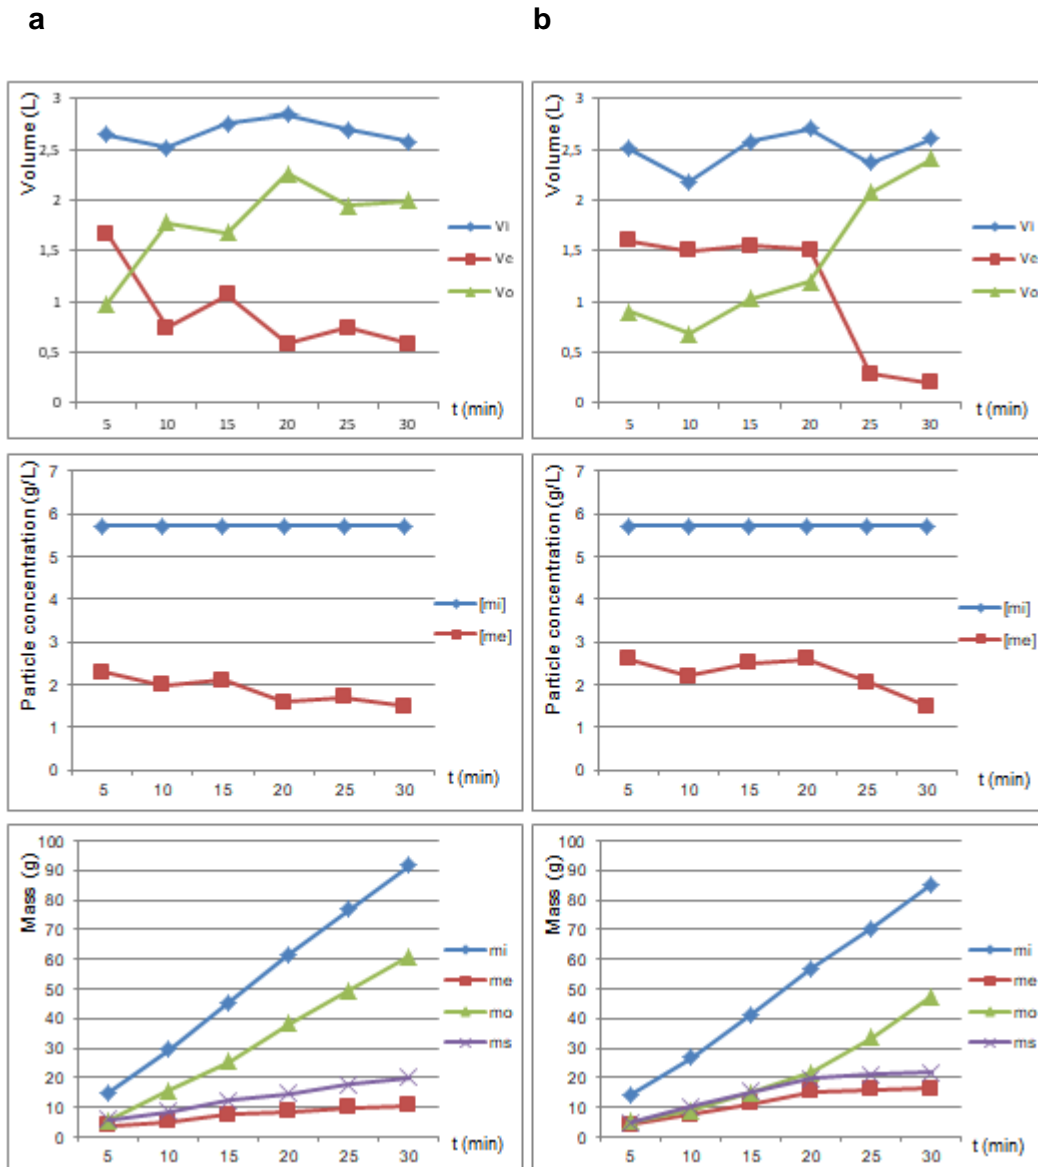 a
b
Volume (L)
3
2,5
2
1,5
1
0,5
0
5 10 15 20 25 30
t (min)
Vi
Ve
Vo
Volume (L)
3
2,5
2
1,5
1
0,5
0
5 10 15 20 25 30
t (min)
Vi
Ve
Vo
Particle concentration (g/L)
7
6
5
4
3
2
1
0
5 10 15 20 25 30
t (min)
[mi]
[me]
Particle concentration (g/L)
7
6
5
4
3
2
1
0
5 10 15 20 25 30
t (min)
[mi]
[me]
Mass (g)
100
90
80
70
60
50
40
30
20
10
0
5 10 15 20 25 30
t (min)
mi
me
mo
ms
Mass (g)
100
90
80
70
60
50
40
30
20
10
0
5 10 15 20 25 30
t (min)
mi
me
mo
ms